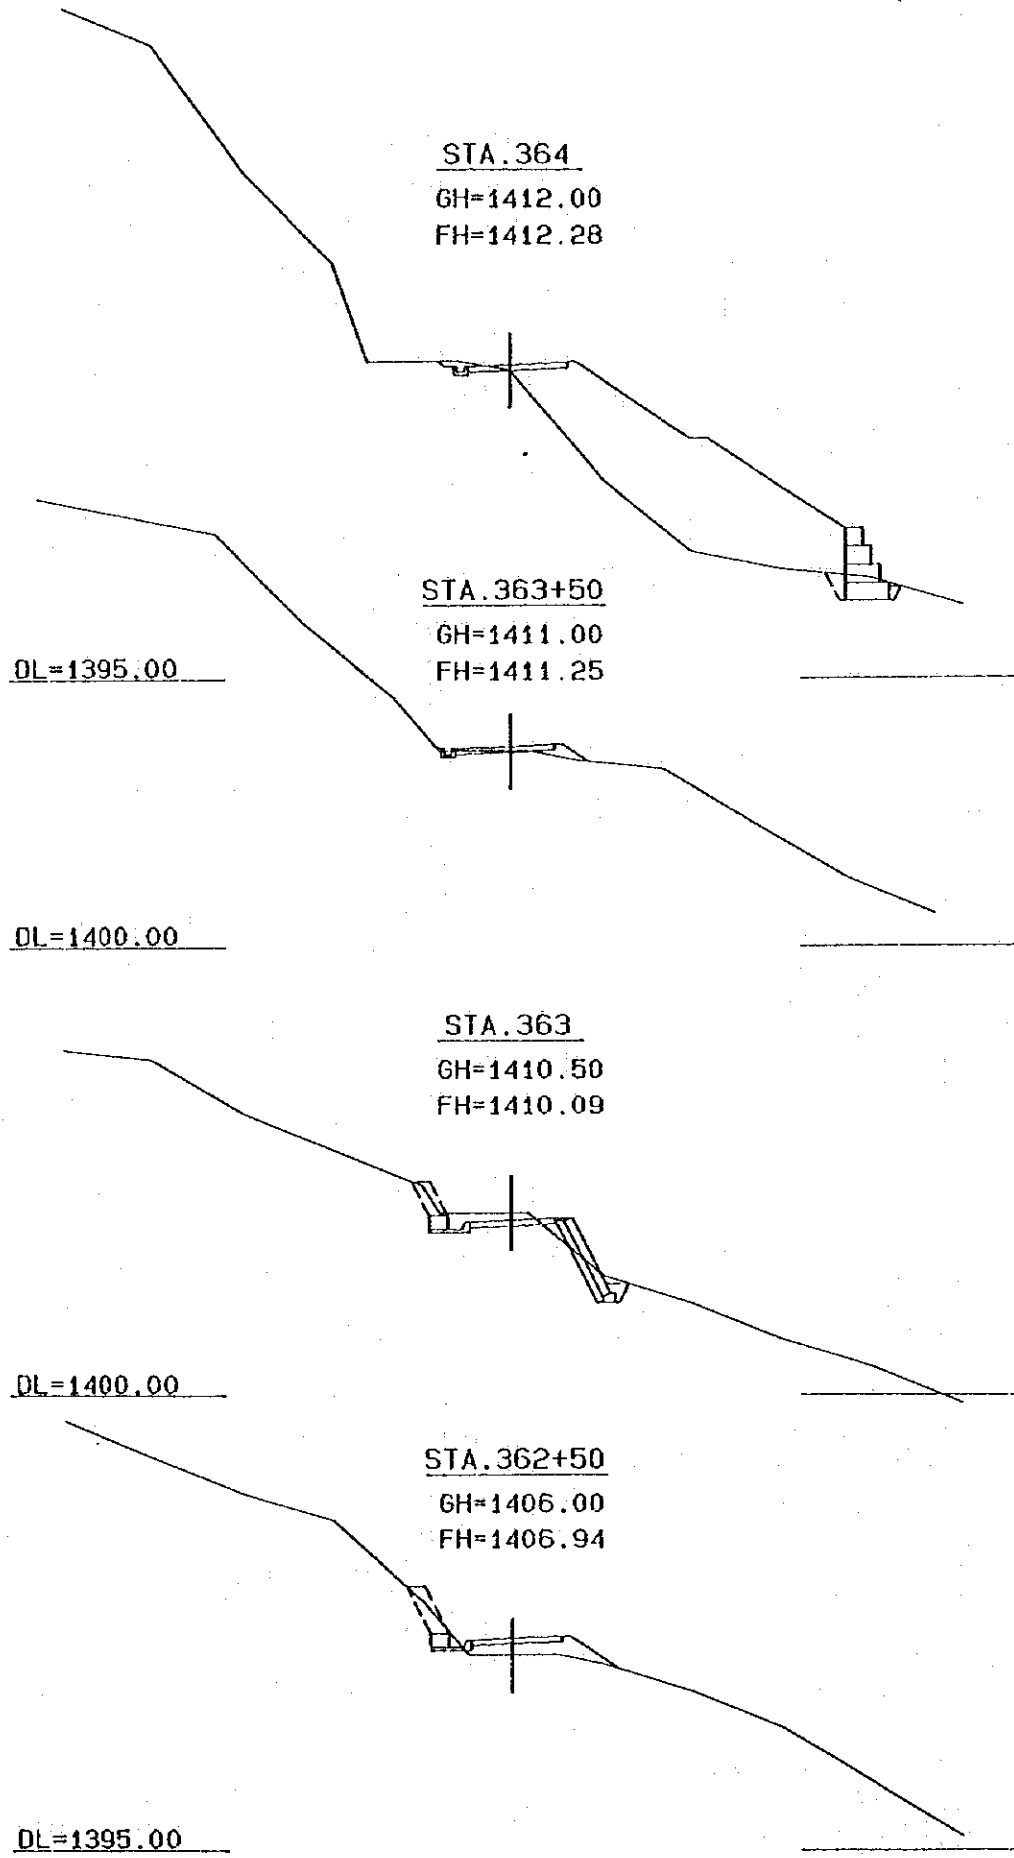 STA.364
GH=1412.00
FH=1412.28
STA.363+50
GH=1411.00
FH=1411.25
DL=1395.00
DL=1400.00
STA.363
GH=1410.50
FH=1410.09
DL=1400.00
STA.362+50
GH=1406.00
FH=1406.94
DL=1395.00